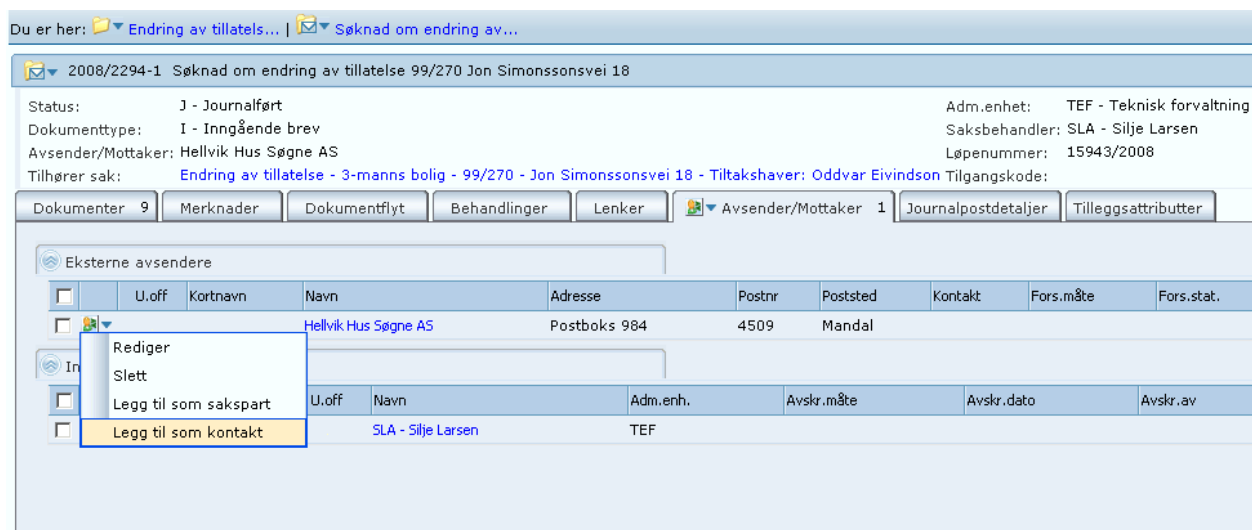 Du er her: Endring av tillatels... | Søknad om endring av...
2008/2294-1 Søknad om endring av tillatelse 99/270 Jon Simonssonsvei 18
Status: J - Journalført Adm.enhet: TEF - Teknisk forvaltning
Dokumenttype: I - Inngående brev Saksbehandler: SLA - Silje Larsen
Avsender/Mottaker: Hellvik Hus Søgne AS Løpenummer: 15943/2008
Tilhører sak: Endring av tillatelse - 3-manns bolig - 99/270 - Jon Simonssonsvei 18 - Tiltakshaver: Oddvar Eivindson Tilgangskode:
Dokumenter 9 Merknader Dokumentflyt Behandlinger Lenker Avsender/Mottaker 1 Journalpostdetaljer Tilleggsattributter
Eksterne avsendere
U.off Kortnavn Navn Adresse Postnr Poststed Kontakt Fors.måte Fors.stat.
Hellvik Hus Søgne AS Postboks 984 4509 Mandal
Rediger
In
Slett
Legg til som sakspart U.off Navn Adm.enh. Avskr.måte Avskr.dato Avskr.av
Legg til som kontakt SLA - Silje Larsen TEF